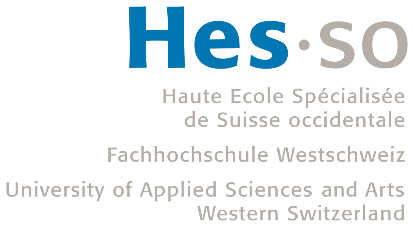 Hes·so
Haute Ecole Spécialisée
de Suisse occidentale
Fachhochschule Westschweiz
University of Applied Sciences and Arts
Western Switzerland